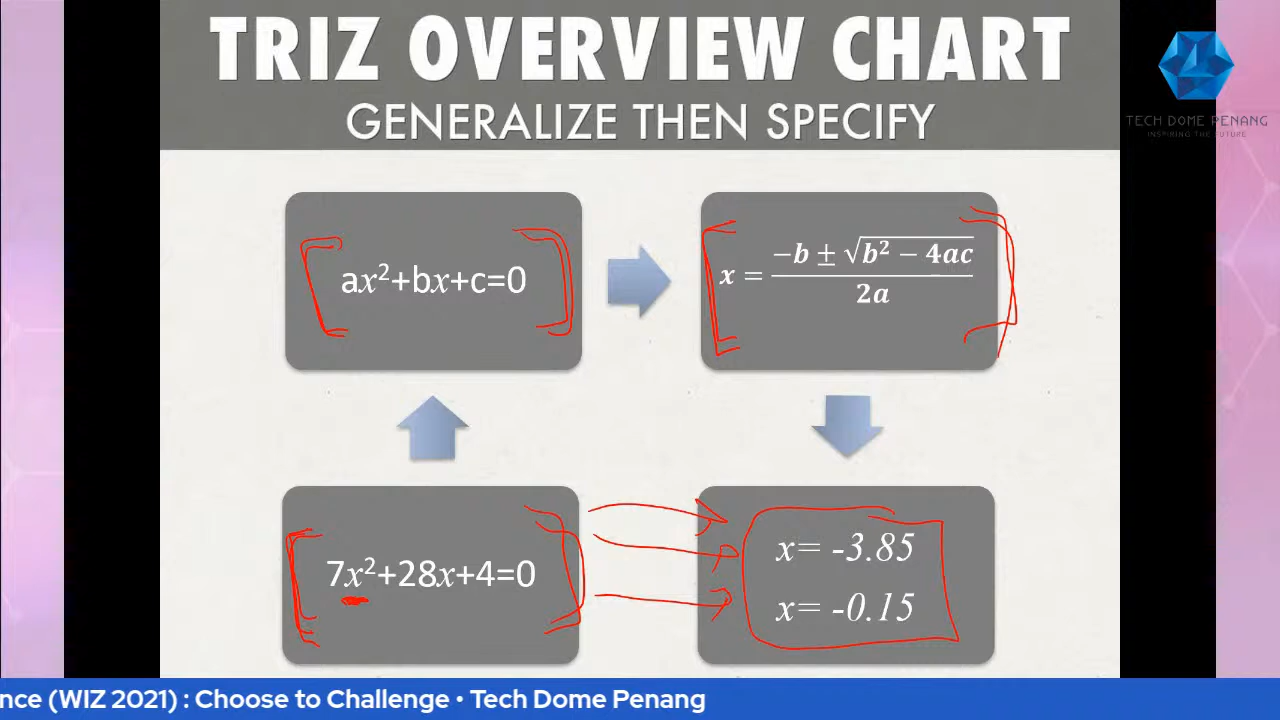 TRIZ OVERVIEW CHART
GENERALIZE THEN SPECIFY
TECH DOME PENANG
INSPIRING THE FUTURE
ax²+bx+c=0
x = (-b ± √(b² − 4ac)) / 2a
7x²+28x+4=0
x= -3.85
x= -0.15
nce (WIZ 2021) : Choose to Challenge • Tech Dome Penang